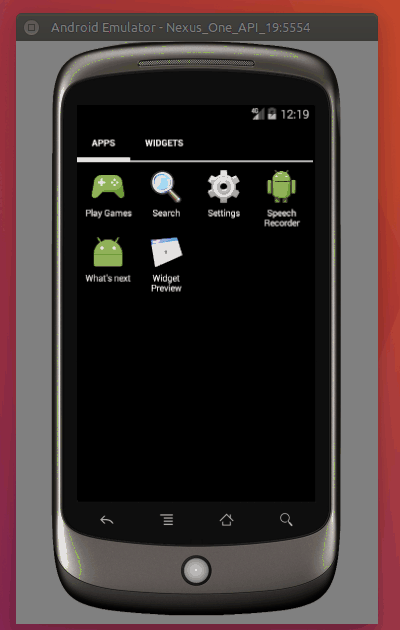 Android Emulator - Nexus_One_API_19:5554
4G 12:19
APPS WIDGETS
Play Games Search Settings Speech
Recorder
What's next Widget
Preview